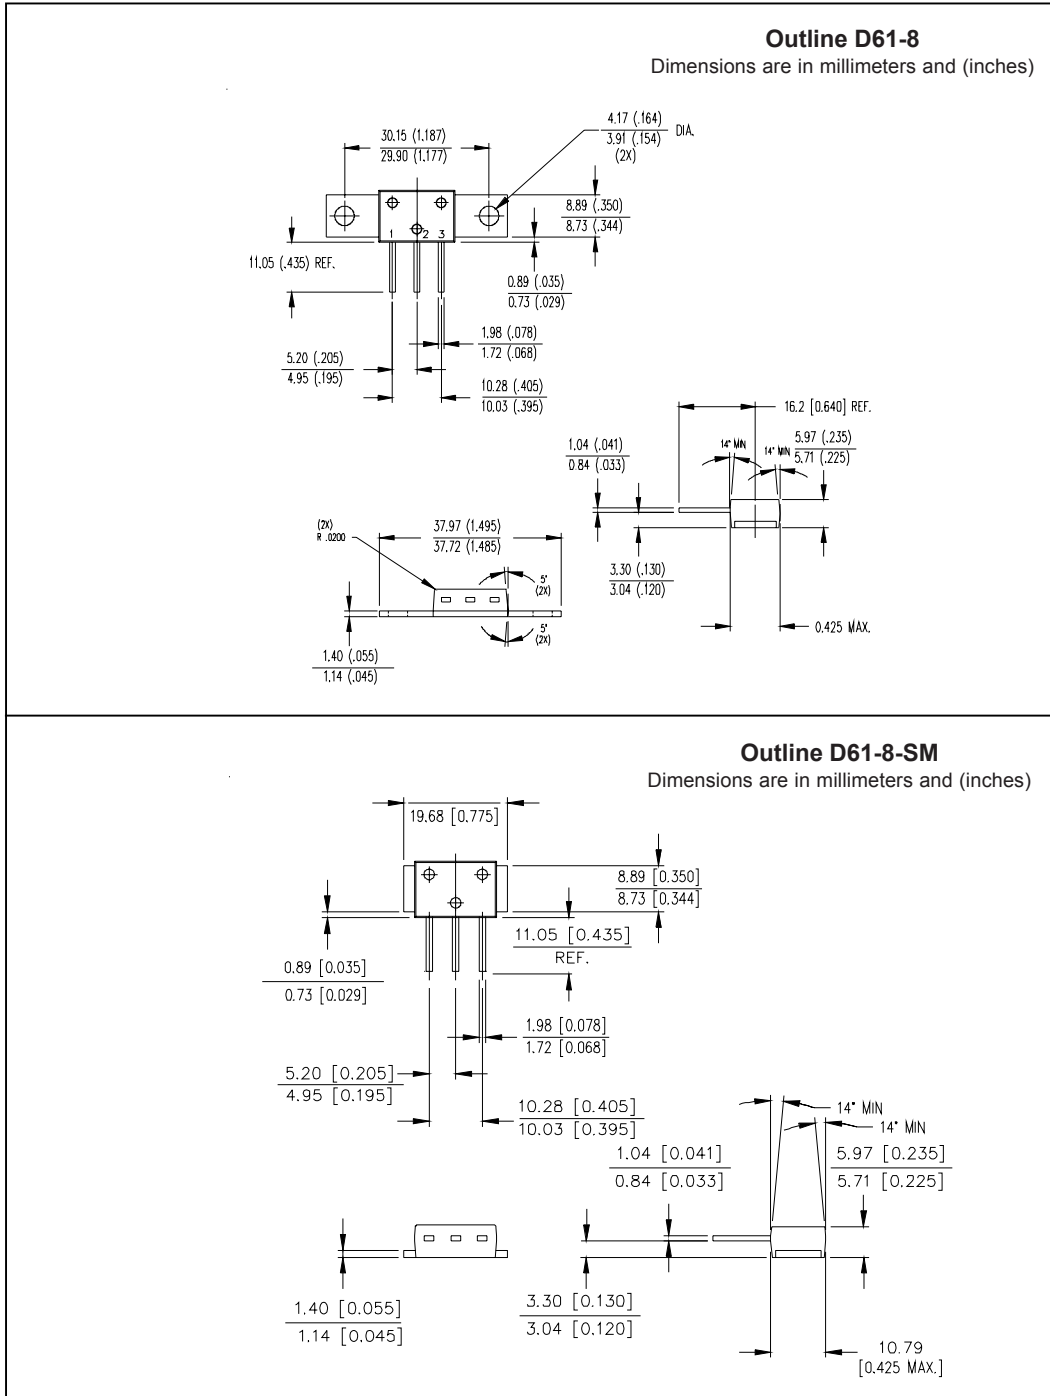 Outline D61-8
Dimensions are in millimeters and (inches)
30.15 (1.187)
29.90 (1.177)
4.17 (.164)
3.91 (.154)
DIA.
(2X)
8.89 (.350)
8.73 (.344)
1 2 3
11.05 (.435) REF.
0.89 (.035)
0.73 (.029)
1.98 (.078)
1.72 (.068)
5.20 (.205)
4.95 (.195)
10.28 (.405)
10.03 (.395)
16.2 [0.640] REF.
1.04 (.041)
0.84 (.033)
14° MIN
14° MIN
5.97 (.235)
5.71 (.225)
(2X)
R .0200
37.97 (1.495)
37.72 (1.485)
5°
(2X)
5°
(2X)
3.30 (.130)
3.04 (.120)
0.425 MAX.
1.40 (.055)
1.14 (.045)
Outline D61-8-SM
Dimensions are in millimeters and (inches)
19.68 [0.775]
8.89 [0.350]
8.73 [0.344]
11.05 [0.435]
REF.
0.89 [0.035]
0.73 [0.029]
1.98 [0.078]
1.72 [0.068]
5.20 [0.205]
4.95 [0.195]
10.28 [0.405]
10.03 [0.395]
14° MIN
14° MIN
1.04 [0.041]
0.84 [0.033]
5.97 [0.235]
5.71 [0.225]
1.40 [0.055]
1.14 [0.045]
3.30 [0.130]
3.04 [0.120]
10.79
[0.425 MAX.]